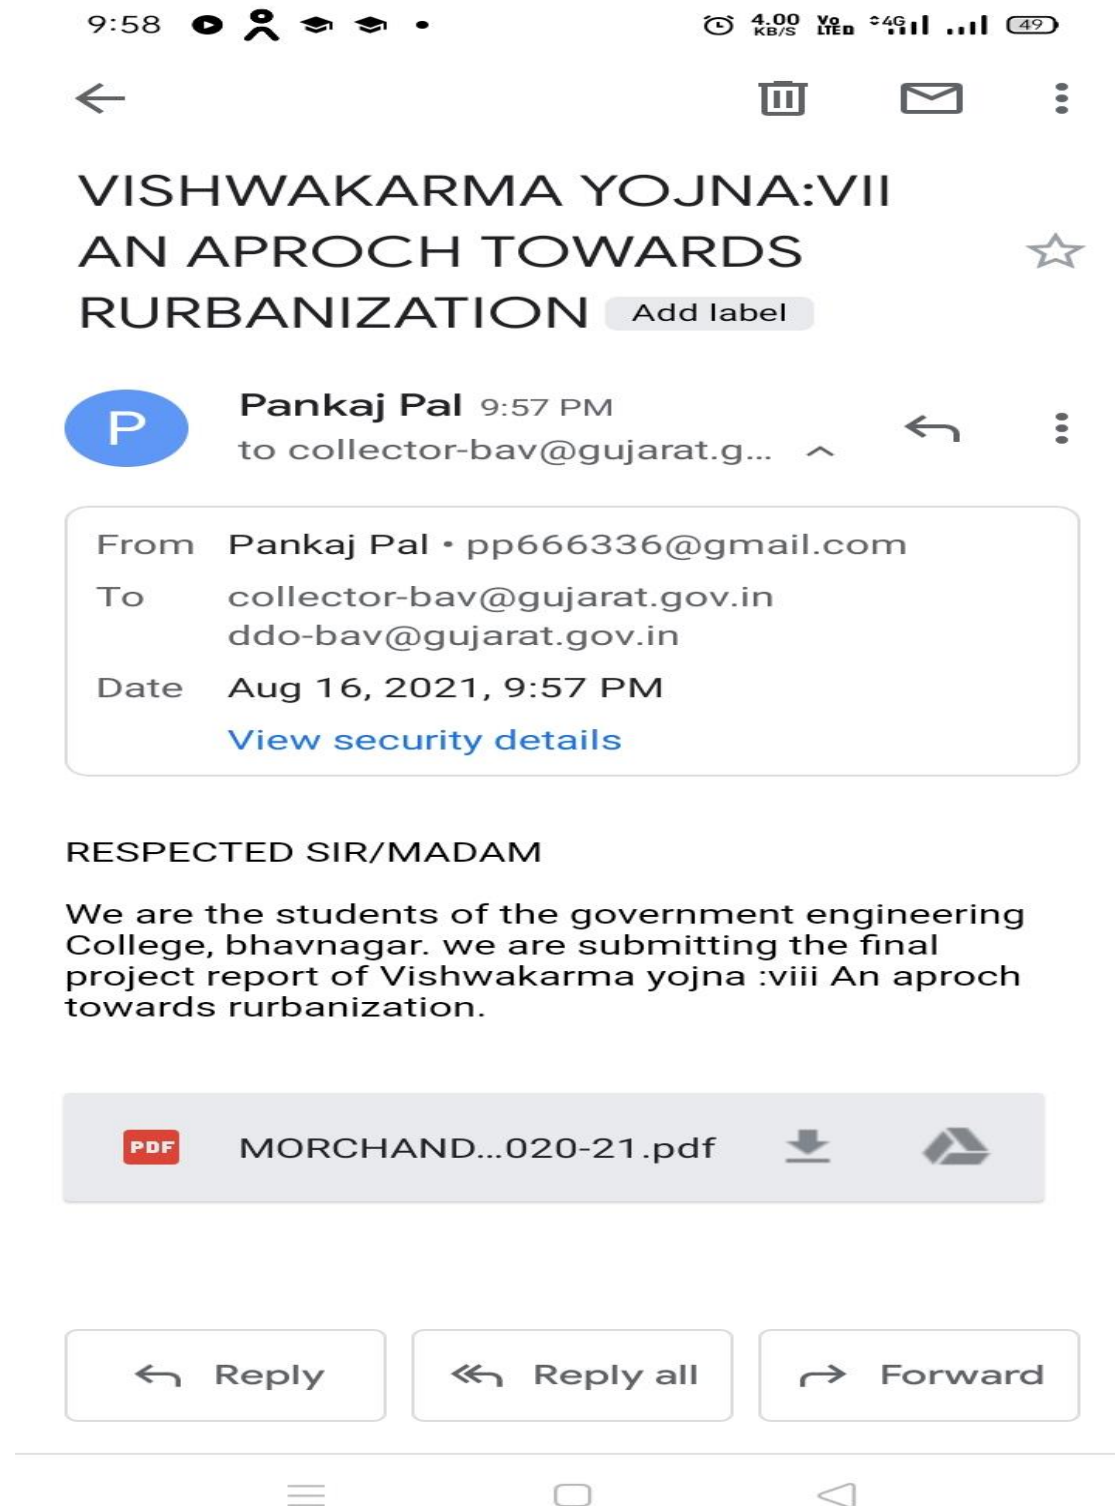 9:58 4.00 KB/S Vo LTED 4G 49
VISHWAKARMA YOJNA:VII
AN APROCH TOWARDS
RURBANIZATION Add label
P
Pankaj Pal 9:57 PM
to collector-bav@gujarat.g...
From Pankaj Pal • pp666336@gmail.com
To collector-bav@gujarat.gov.in
ddo-bav@gujarat.gov.in
Date Aug 16, 2021, 9:57 PM
View security details
RESPECTED SIR/MADAM
We are the students of the government engineering
College, bhavnagar. we are submitting the final
project report of Vishwakarma yojna :viii An aproch
towards rurbanization.
PDF MORCHAND...020-21.pdf
Reply Reply all Forward